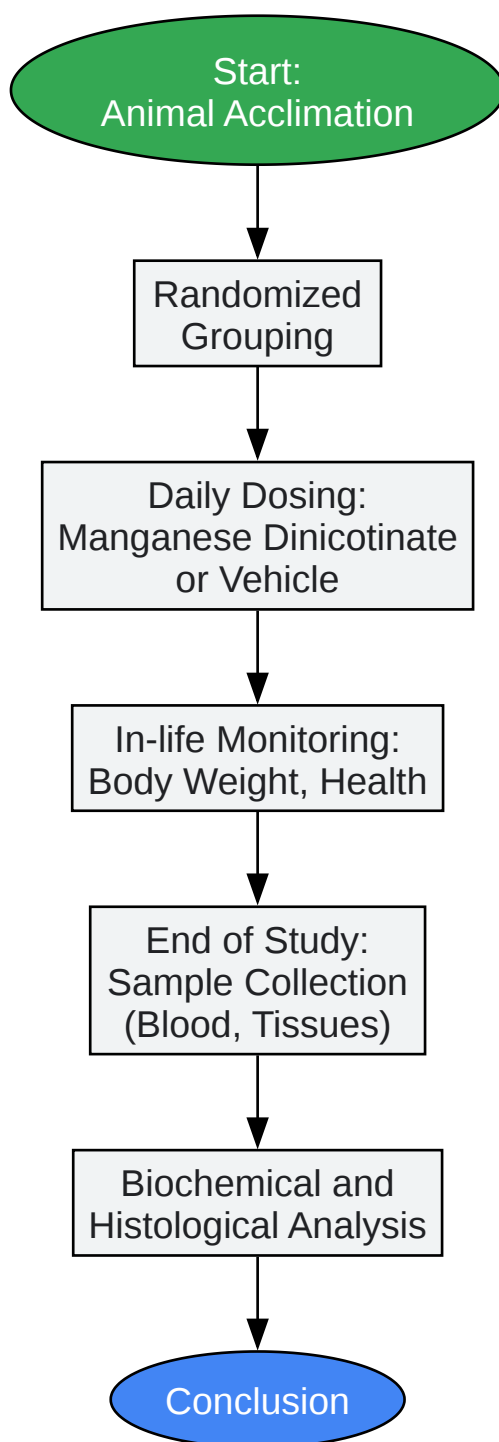 Start:
Animal Acclimation
Randomized
Grouping
Daily Dosing:
Manganese Dinicotinate
or Vehicle
In-life Monitoring:
Body Weight, Health
End of Study:
Sample Collection
(Blood, Tissues)
Biochemical and
Histological Analysis
Conclusion